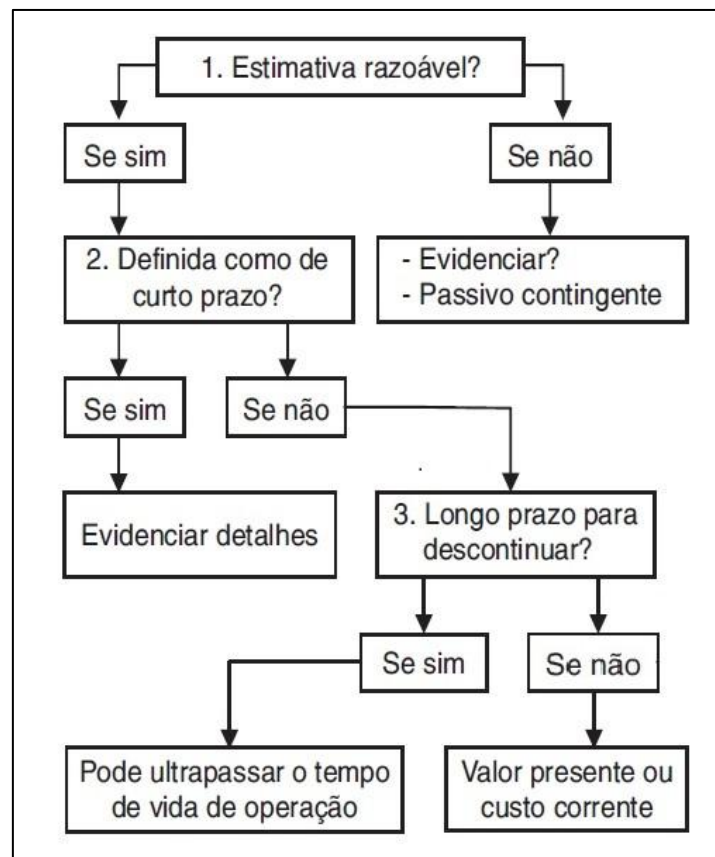 1. Estimativa razoável?
Se sim
Se não
2. Definida como de
curto prazo?
- Evidenciar?
- Passivo contingente
Se sim
Se não
Evidenciar detalhes
3. Longo prazo para
descontinuar?
Se sim
Se não
Pode ultrapassar o tempo
de vida de operação
Valor presente ou
custo corrente